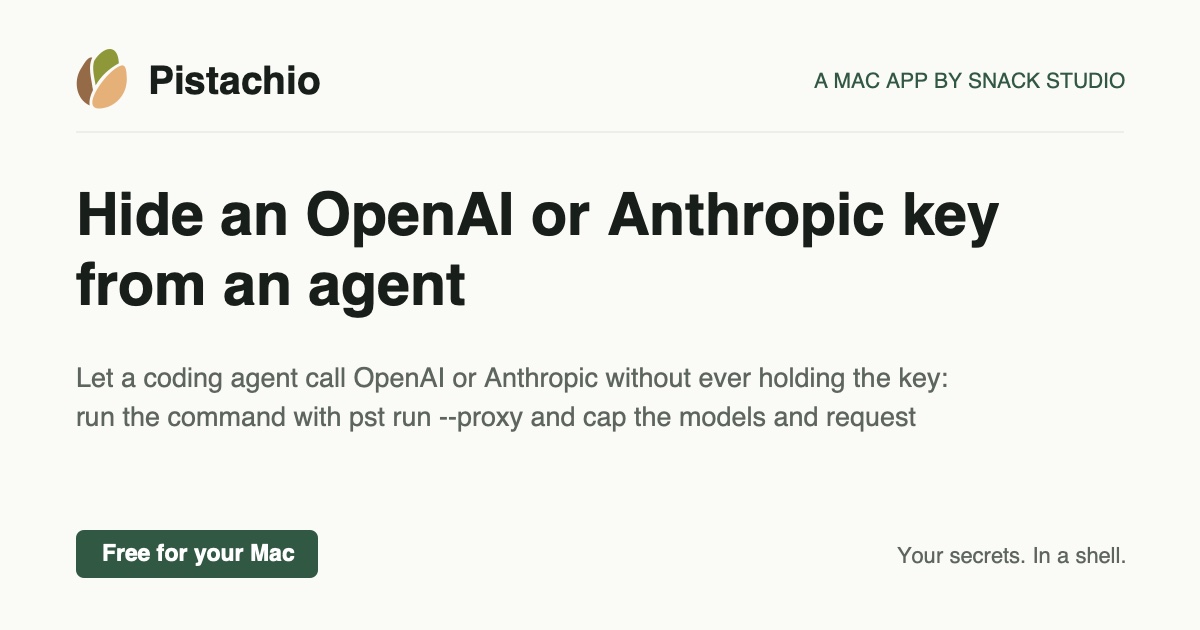 Pistachio
A MAC APP BY SNACK STUDIO
Hide an OpenAI or Anthropic key
from an agent
Let a coding agent call OpenAI or Anthropic without ever holding the key:
run the command with pst run --proxy and cap the models and request
Free for your Mac
Your secrets. In a shell.